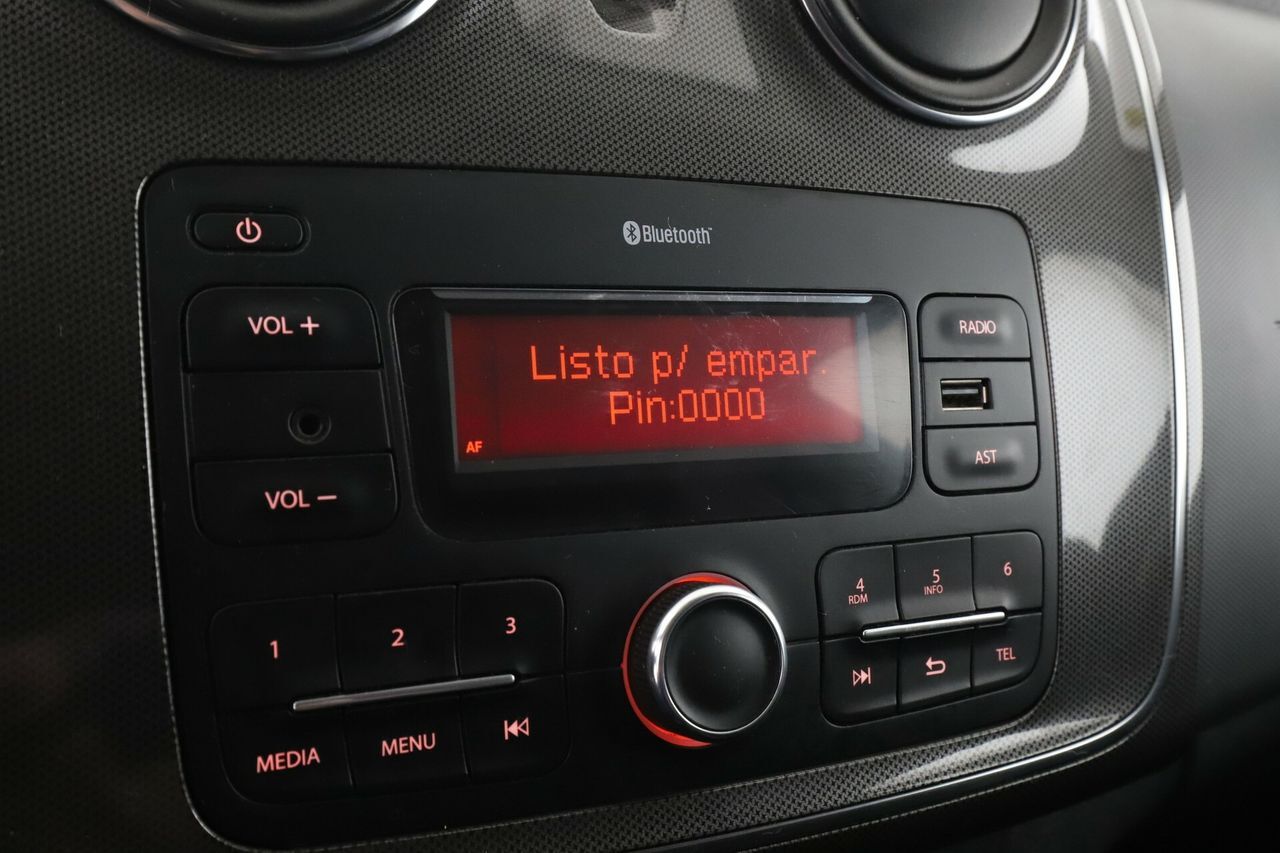 Bluetooth
VOL +
Listo p/ empar.
Pin:0000
AF
RADIO
AST
VOL −
1
2
3
4
RDM
5
INFO
6
MEDIA
MENU
TEL